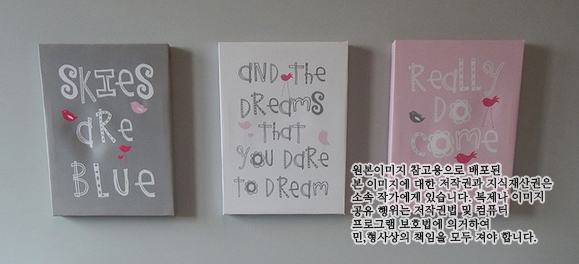 SKIES
aRe
BLUe
aND the
DReaMS
that
YOU DaRe
to DReaM
Really
Do
come
원본이미지 참고용으로 배포된
본 이미지에 대한 저작권과 지식재산권은
소속 작가에게 있습니다. 복제나 이미지
공유 행위는 저작권법 및 컴퓨터
프로그램 보호법에 의거하여
민,형사상의 책임을 모두 져야 합니다.